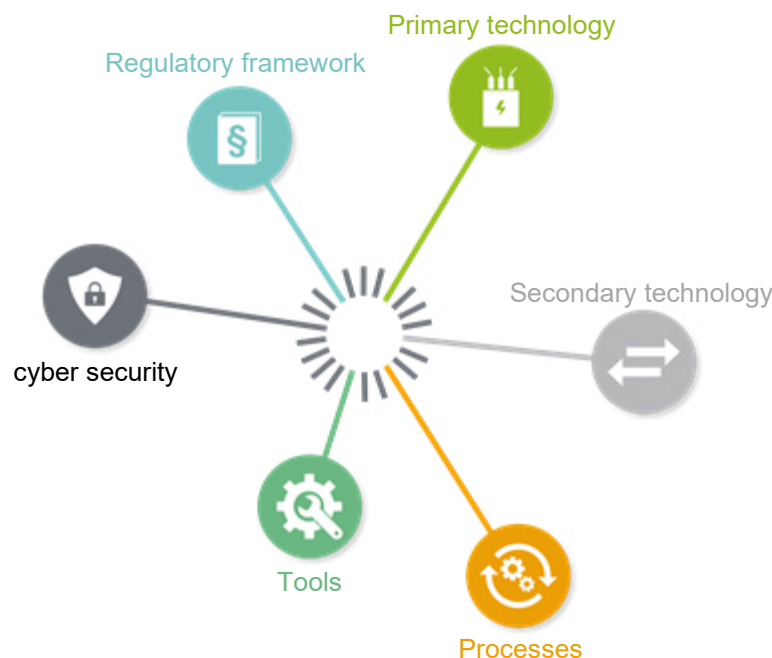 Primary technology
Regulatory framework
§
Secondary technology
cyber security
Tools
Processes